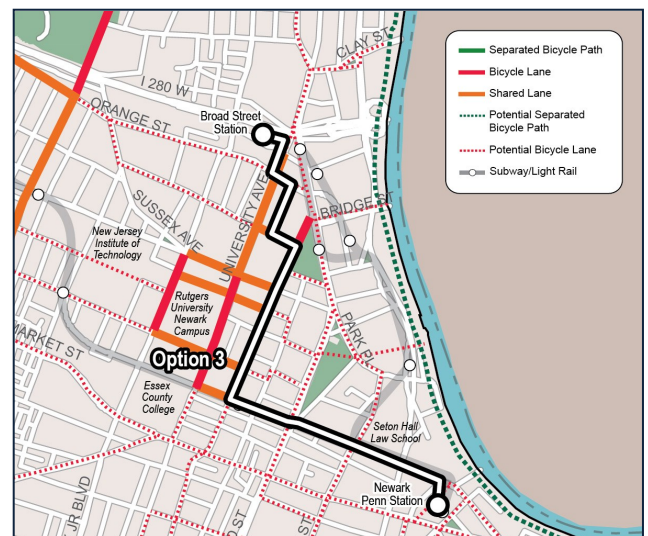 CLAY ST
I 280 W
ORANGE ST
Broad Street
Station
SUSSEX AVE
UNIVERSITY AVE
BRIDGE ST
New Jersey
Institute of
Technology
Rutgers
University
Newark
Campus
MARKET ST
Option 3
PARK PL
Essex
County
College
Seton Hall
Law School
Newark
Penn Station
JR BLVD
D ST
ST
Separated Bicycle Path
Bicycle Lane
Shared Lane
Potential Separated
Bicycle Path
Potential Bicycle Lane
Subway/Light Rail